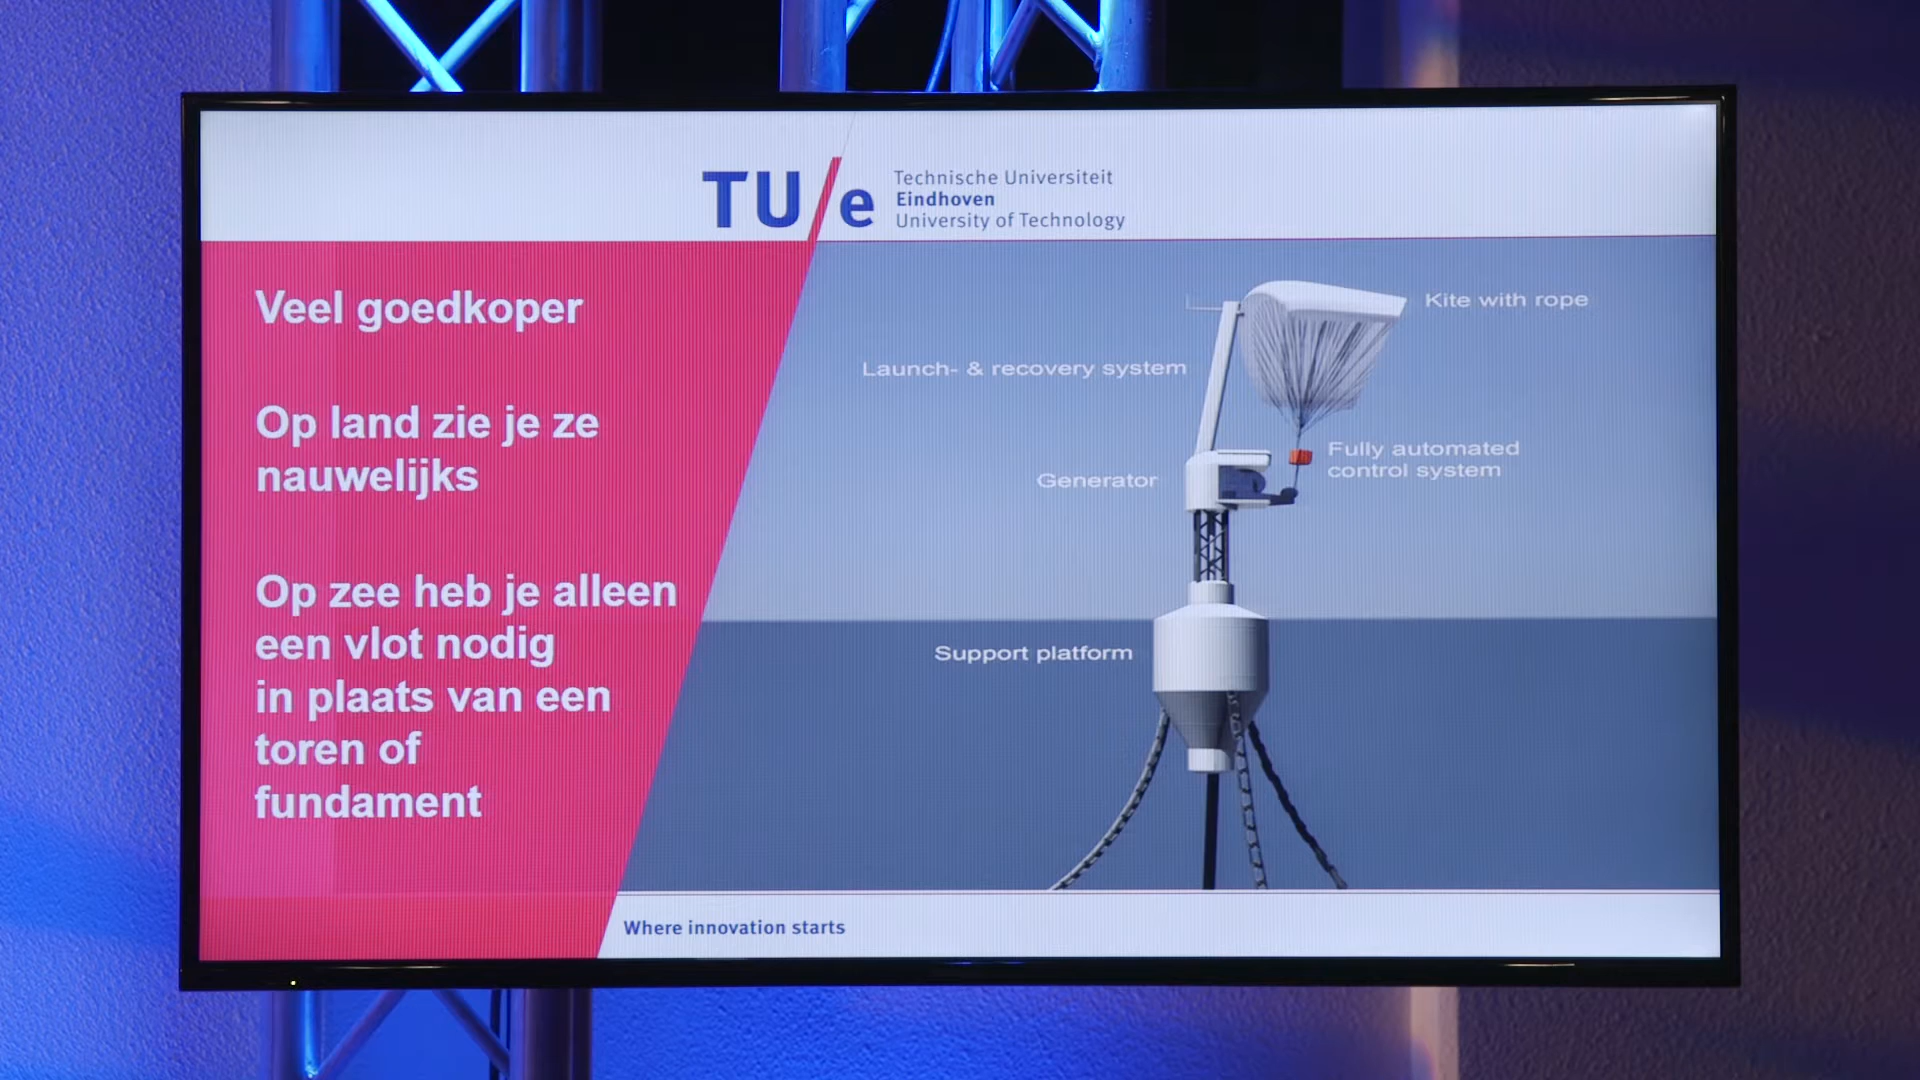 TU/e
Technische Universiteit
Eindhoven
University of Technology
Veel goedkoper
Op land zie je ze
nauwelijks
Op zee heb je alleen
een vlot nodig
in plaats van een
toren of
fundament
Kite with rope
Launch- & recovery system
Fully automated
control system
Generator
Support platform
Where innovation starts